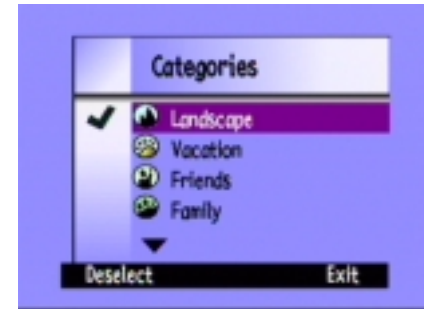 Categories
Landscape
Vacation
Friends
Family
Deselect Exit